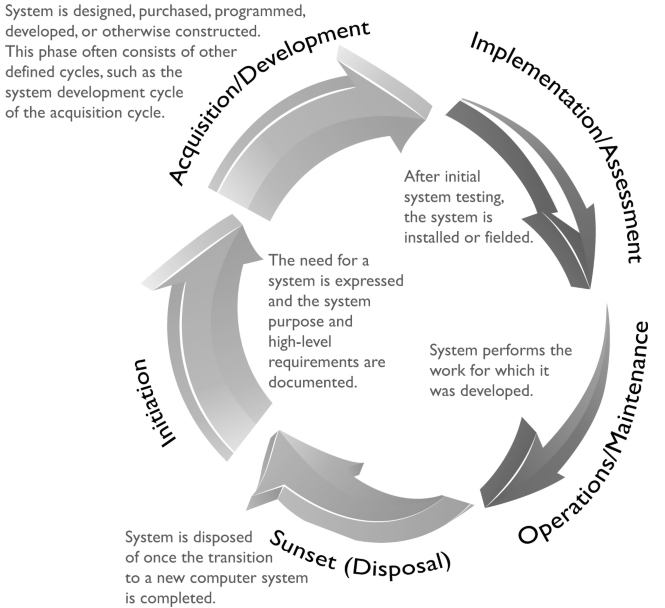 System is designed, purchased, programmed,
developed, or otherwise constructed.
This phase often consists of other
defined cycles, such as the
system development cycle
of the acquisition cycle.
Acquisition/Development
Implementation/Assessment
After initial
system testing,
the system is
installed or fielded.
The need for a
system is expressed
and the system
purpose and
high-level
requirements are
documented.
Initiation
System performs the
work for which it
was developed.
Operations/Maintenance
Sunset (Disposal)
System is disposed
of once the transition
to a new computer system
is completed.